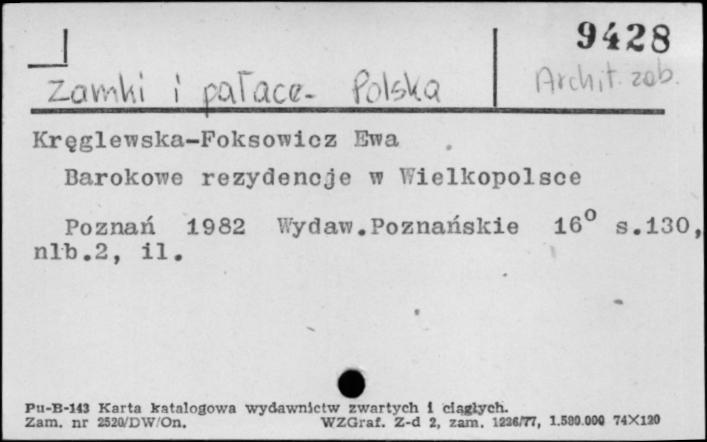 9428
Zamki i pałace - Polska
Archit. zab.
Kręglewska-Foksowicz Ewa
Barokowe rezydencje w Wielkopolsce
Poznań 1982 Wydaw.Poznańskie 16° s.130,
nlb.2, il.
Pu-B-143 Karta katalogowa wydawnictw zwartych i ciągłych.
Zam. nr 2520/DW/On. WZGraf. Z-d 2, zam. 1226/77, 1.500.000 74X120